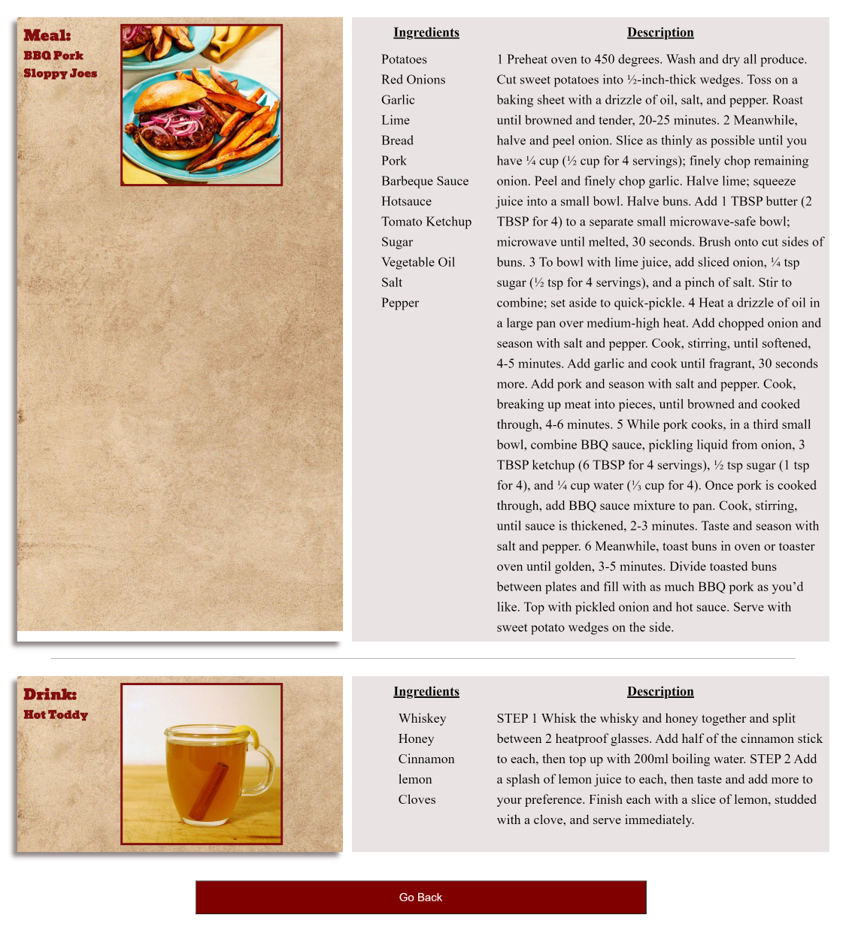 Meal:
BBQ Pork
Sloppy Joes
Ingredients
Potatoes
Red Onions
Garlic
Lime
Bread
Pork
Barbeque Sauce
Hotsauce
Tomato Ketchup
Sugar
Vegetable Oil
Salt
Pepper
Description
1 Preheat oven to 450 degrees. Wash and dry all produce.
Cut sweet potatoes into ½-inch-thick wedges. Toss on a
baking sheet with a drizzle of oil, salt, and pepper. Roast
until browned and tender, 20-25 minutes. 2 Meanwhile,
halve and peel onion. Slice as thinly as possible until you
have ¼ cup (½ cup for 4 servings); finely chop remaining
onion. Peel and finely chop garlic. Halve lime; squeeze
juice into a small bowl. Halve buns. Add 1 TBSP butter (2
TBSP for 4) to a separate small microwave-safe bowl;
microwave until melted, 30 seconds. Brush onto cut sides of
buns. 3 To bowl with lime juice, add sliced onion, ¼ tsp
sugar (½ tsp for 4 servings), and a pinch of salt. Stir to
combine; set aside to quick-pickle. 4 Heat a drizzle of oil in
a large pan over medium-high heat. Add chopped onion and
season with salt and pepper. Cook, stirring, until softened,
4-5 minutes. Add garlic and cook until fragrant, 30 seconds
more. Add pork and season with salt and pepper. Cook,
breaking up meat into pieces, until browned and cooked
through, 4-6 minutes. 5 While pork cooks, in a third small
bowl, combine BBQ sauce, pickling liquid from onion, 3
TBSP ketchup (6 TBSP for 4 servings), ½ tsp sugar (1 tsp
for 4), and ¼ cup water (⅓ cup for 4). Once pork is cooked
through, add BBQ sauce mixture to pan. Cook, stirring,
until sauce is thickened, 2-3 minutes. Taste and season with
salt and pepper. 6 Meanwhile, toast buns in oven or toaster
oven until golden, 3-5 minutes. Divide toasted buns
between plates and fill with as much BBQ pork as you’d
like. Top with pickled onion and hot sauce. Serve with
sweet potato wedges on the side.
Drink:
Hot Toddy
Ingredients
Whiskey
Honey
Cinnamon
lemon
Cloves
Description
STEP 1 Whisk the whisky and honey together and split
between 2 heatproof glasses. Add half of the cinnamon stick
to each, then top up with 200ml boiling water. STEP 2 Add
a splash of lemon juice to each, then taste and add more to
your preference. Finish each with a slice of lemon, studded
with a clove, and serve immediately.
Go Back